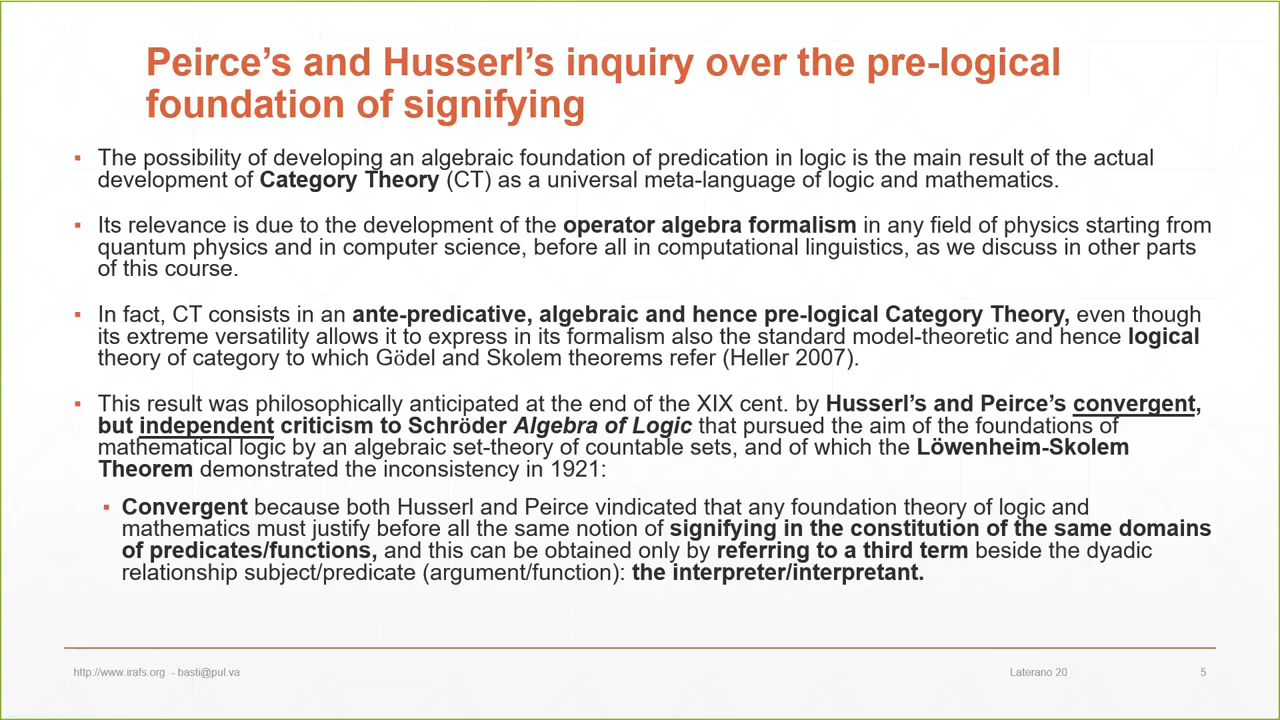 Peirce’s and Husserl’s inquiry over the pre-logical
foundation of signifying
▪ The possibility of developing an algebraic foundation of predication in logic is the main result of the actual
development of Category Theory (CT) as a universal meta-language of logic and mathematics.
▪ Its relevance is due to the development of the operator algebra formalism in any field of physics starting from
quantum physics and in computer science, before all in computational linguistics, as we discuss in other parts
of this course.
▪ In fact, CT consists in an ante-predicative, algebraic and hence pre-logical Category Theory, even though
its extreme versatility allows it to express in its formalism also the standard model-theoretic and hence logical
theory of category to which Gödel and Skolem theorems refer (Heller 2007).
▪ This result was philosophically anticipated at the end of the XIX cent. by Husserl’s and Peirce’s convergent,
but independent criticism to Schröder Algebra of Logic that pursued the aim of the foundations of
mathematical logic by an algebraic set-theory of countable sets, and of which the Löwenheim-Skolem
Theorem demonstrated the inconsistency in 1921:
▪ Convergent because both Husserl and Peirce vindicated that any foundation theory of logic and
mathematics must justify before all the same notion of signifying in the constitution of the same domains
of predicates/functions, and this can be obtained only by referring to a third term beside the dyadic
relationship subject/predicate (argument/function): the interpreter/interpretant.
http://www.irafs.org - basti@pul.va
Laterano 20
5